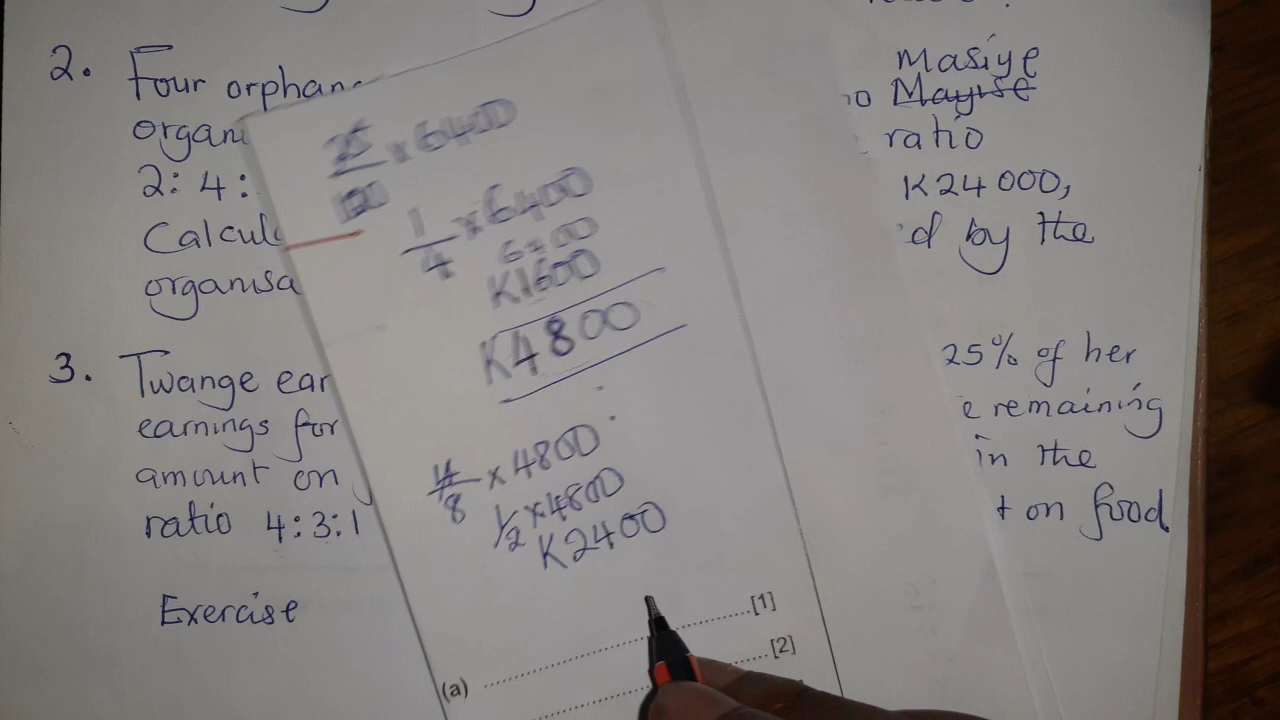 2. Four orphan
organi
2: 4:
Calcul
organisa
Masiye
Mayise
ratio
K24 000,
d by the
25/100 × 6400
1/4 × 6400
K1600
K4800
4/8 × 4800
1/2 × 4800
K2400
3. Twange ear
25% of her
earnings for
e remaining
amount on
in the
ratio 4:3:1
t on food
Exercise
[1]
(a)
[2]